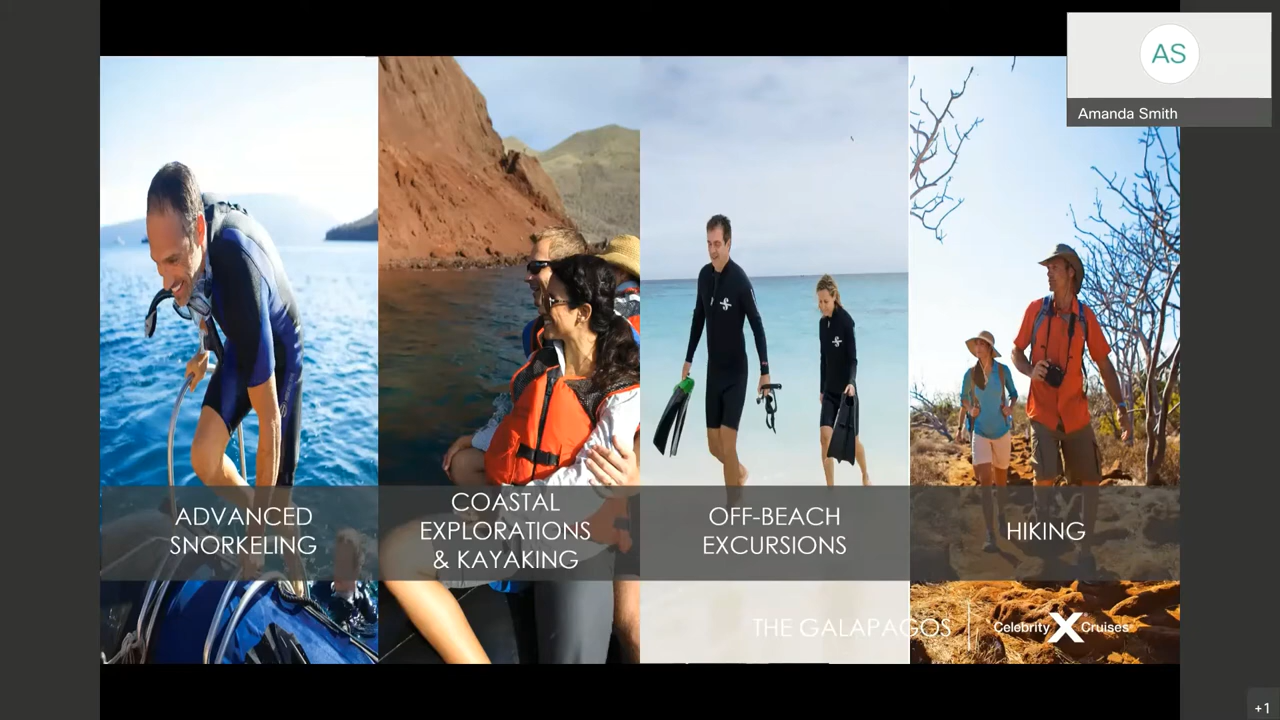 AS
Amanda Smith
ADVANCED
SNORKELING
COASTAL
EXPLORATIONS
& KAYAKING
OFF-BEACH
EXCURSIONS
HIKING
THE GALAPAGOS
Celebrity X Cruises
+1